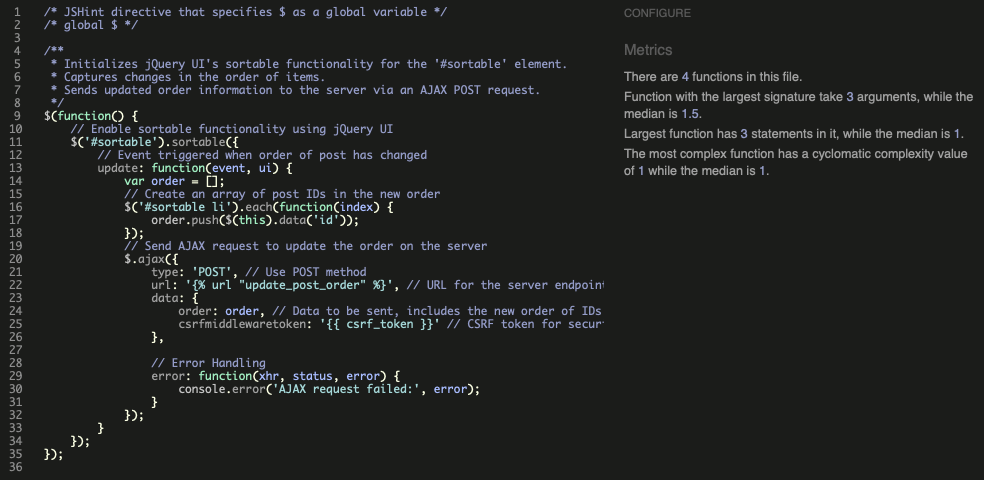 1 /* JSHint directive that specifies $ as a global variable */
2 /* global $ */
3
4 /**
5  * Initializes jQuery UI's sortable functionality for the '#sortable' element.
6  * Captures changes in the order of items.
7  * Sends updated order information to the server via an AJAX POST request.
8  */
9 $(function() {
10     // Enable sortable functionality using jQuery UI
11     $('#sortable').sortable({
12         // Event triggered when order of post has changed
13         update: function(event, ui) {
14             var order = [];
15             // Create an array of post IDs in the new order
16             $('#sortable li').each(function(index) {
17                 order.push($(this).data('id'));
18             });
19             // Send AJAX request to update the order on the server
20             $.ajax({
21                 type: 'POST', // Use POST method
22                 url: '{% url "update_post_order" %}', // URL for the server endpoint
23                 data: {
24                     order: order, // Data to be sent, includes the new order of IDs
25                     csrfmiddlewaretoken: '{{ csrf_token }}' // CSRF token for secur
26                 },
27
28                 // Error Handling
29                 error: function(xhr, status, error) {
30                     console.error('AJAX request failed:', error);
31                 }
32             });
33         }
34     });
35 });
36
CONFIGURE
Metrics
There are 4 functions in this file.
Function with the largest signature take 3 arguments, while the
median is 1.5.
Largest function has 3 statements in it, while the median is 1.
The most complex function has a cyclomatic complexity value
of 1 while the median is 1.